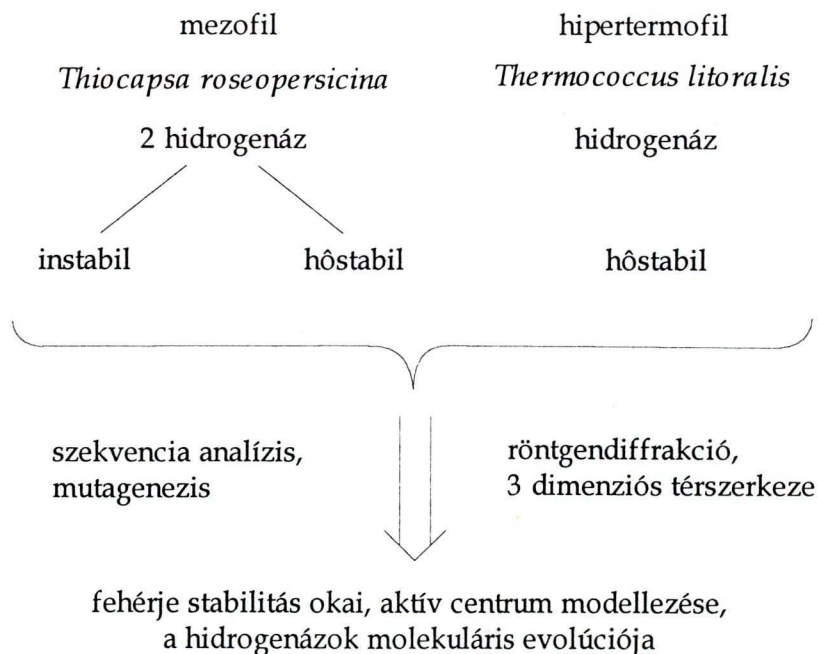 mezofil hipertermofil
Thiocapsa roseopersicina Thermococcus litoralis
2 hidrogenáz hidrogenáz
instabil hôstabil hôstabil
szekvencia analízis, röntgendiffrakció,
mutagenezis 3 dimenziós térszerkeze
fehérje stabilitás okai, aktív centrum modellezése,
a hidrogenázok molekuláris evolúciója